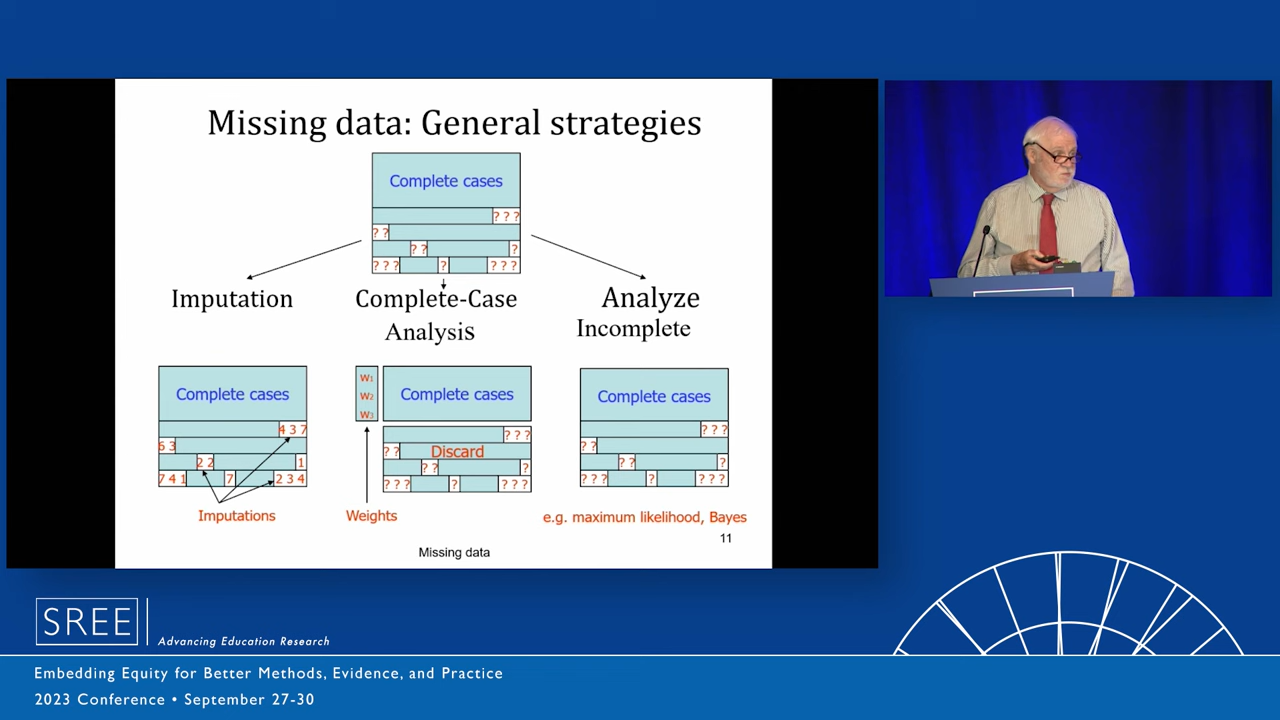 Missing data: General strategies
Complete cases
? ? ?
? ?
? ? ?
? ? ? ? ? ? ?
Imputation
Complete-Case
Analysis
Analyze
Incomplete
Complete cases
4 3 7
6 3
2 2 1
7 4 1 7 2 3 4
Imputations
w1
w2
w3
Complete cases
? ? ?
? ? Discard
? ? ?
? ? ? ? ? ? ?
Weights
Complete cases
? ? ?
? ?
? ? ?
? ? ? ? ? ? ?
e.g. maximum likelihood, Bayes
11
Missing data
SREE
Advancing Education Research
Embedding Equity for Better Methods, Evidence, and Practice
2023 Conference • September 27-30